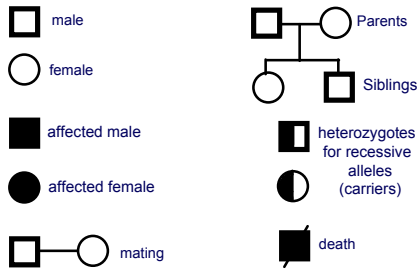 male
Parents
female
Siblings
affected male
heterozygotes
for recessive
alleles
(carriers)
affected female
mating
death